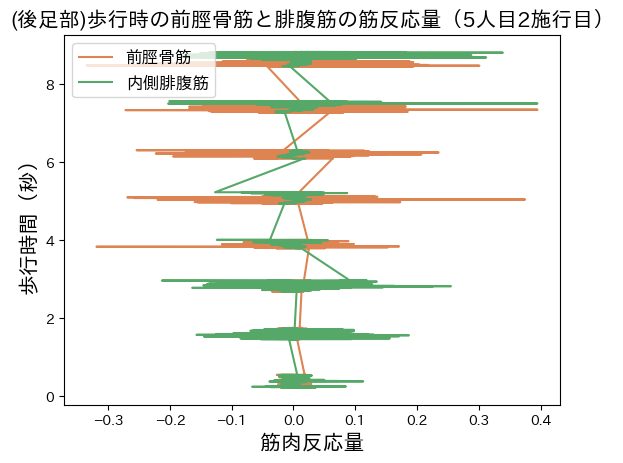 (後足部)歩行時の前脛骨筋と腓腹筋の筋反応量（5人目2施行目）
前脛骨筋
内側腓腹筋
歩行時間（秒）
8
6
4
2
0
−0.3 −0.2 −0.1 0.0 0.1 0.2 0.3 0.4
筋肉反応量